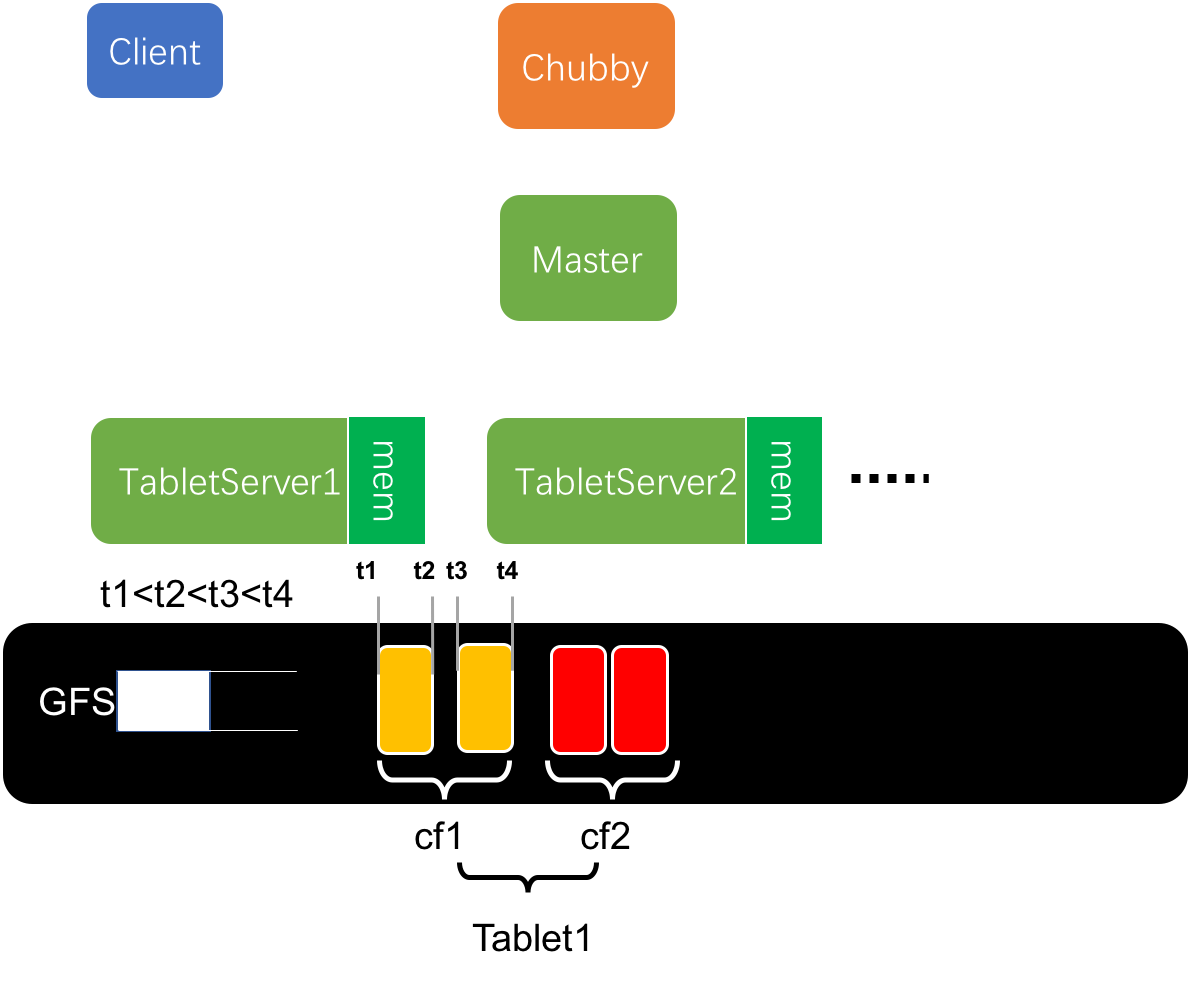 Client
Chubby
Master
TabletServer1
mem
TabletServer2
mem
.....
t1
t2
t3
t4
t1<t2<t3<t4
GFS
cf1
cf2
Tablet1